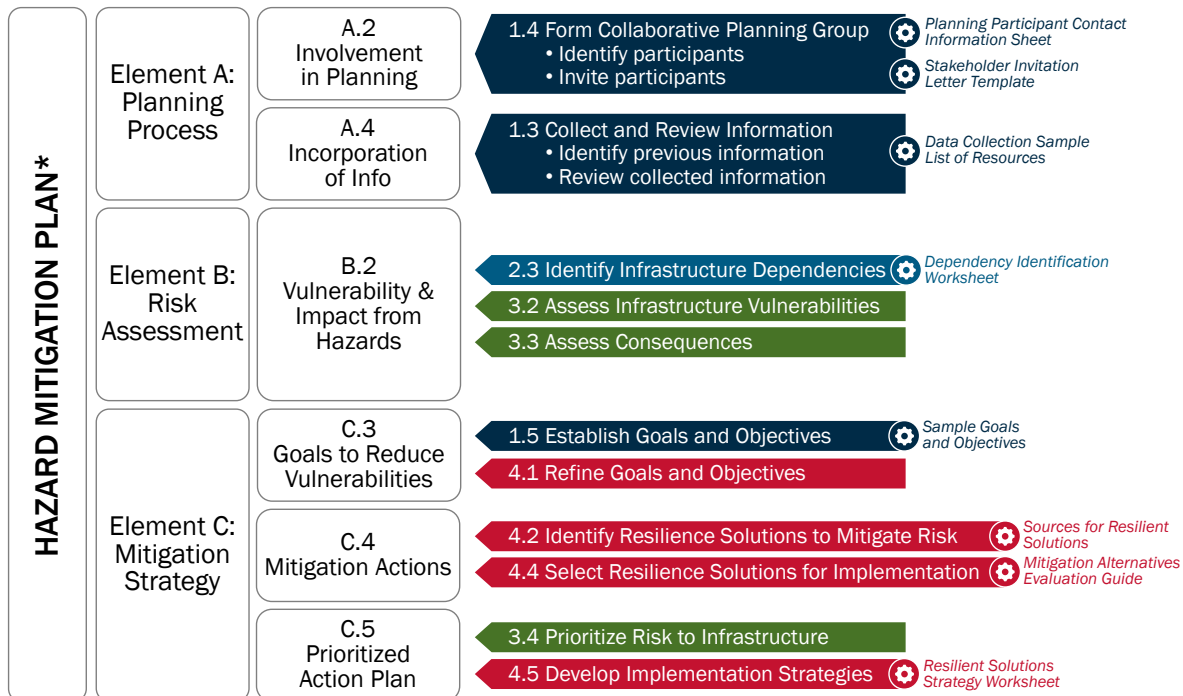 HAZARD MITIGATION PLAN*
Element A:
Planning
Process
A.2
Involvement
in Planning
1.4 Form Collaborative Planning Group
• Identify participants
• Invite participants
Planning Participant Contact
Information Sheet
Stakeholder Invitation
Letter Template
A.4
Incorporation
of Info
1.3 Collect and Review Information
• Identify previous information
• Review collected information
Data Collection Sample
List of Resources
Element B:
Risk
Assessment
B.2
Vulnerability &
Impact from
Hazards
2.3 Identify Infrastructure Dependencies
Dependency Identification
Worksheet
3.2 Assess Infrastructure Vulnerabilities
3.3 Assess Consequences
Element C:
Mitigation
Strategy
C.3
Goals to Reduce
Vulnerabilities
1.5 Establish Goals and Objectives
Sample Goals
and Objectives
4.1 Refine Goals and Objectives
C.4
Mitigation Actions
4.2 Identify Resilience Solutions to Mitigate Risk
Sources for Resilient
Solutions
4.4 Select Resilience Solutions for Implementation
Mitigation Alternatives
Evaluation Guide
C.5
Prioritized
Action Plan
3.4 Prioritize Risk to Infrastructure
4.5 Develop Implementation Strategies
Resilient Solutions
Strategy Worksheet